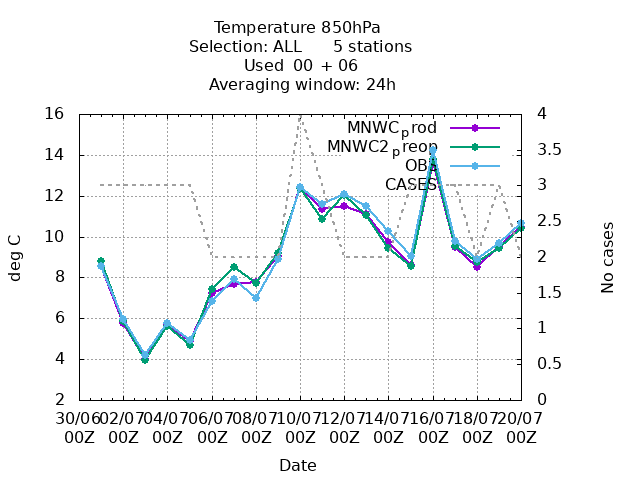 Temperature 850hPa
Selection: ALL 5 stations
Used 00 + 06
Averaging window: 24h
MNWCprod
MNWC2preop
OBS
CASES
16
14
12
10
8
6
4
2
4
3.5
3
2.5
2
1.5
1
0.5
0
deg C
No cases
30/06 02/07 04/07 06/07 08/07 10/07 12/07 14/07 16/07 18/07 20/07
00Z 00Z 00Z 00Z 00Z 00Z 00Z 00Z 00Z 00Z 00Z
Date